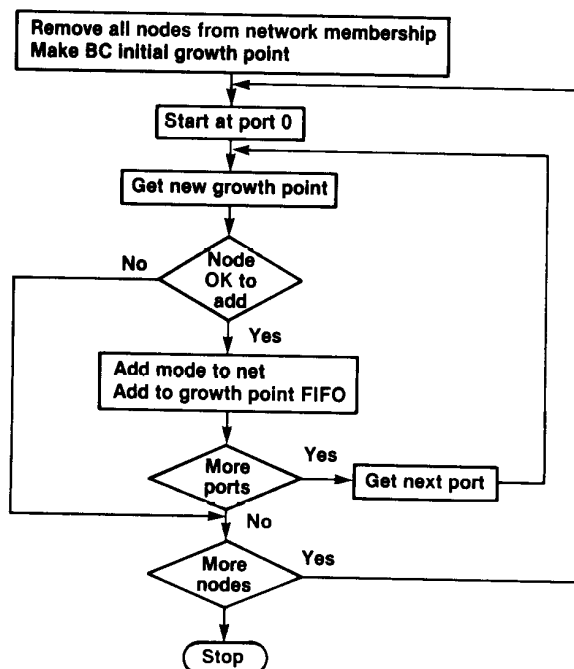 Remove all nodes from network membership
Make BC initial growth point
Start at port 0
Get new growth point
No
Node
OK to
add
Yes
Add mode to net
Add to growth point FIFO
More
ports
Yes
Get next port
No
More
nodes
Yes
Stop